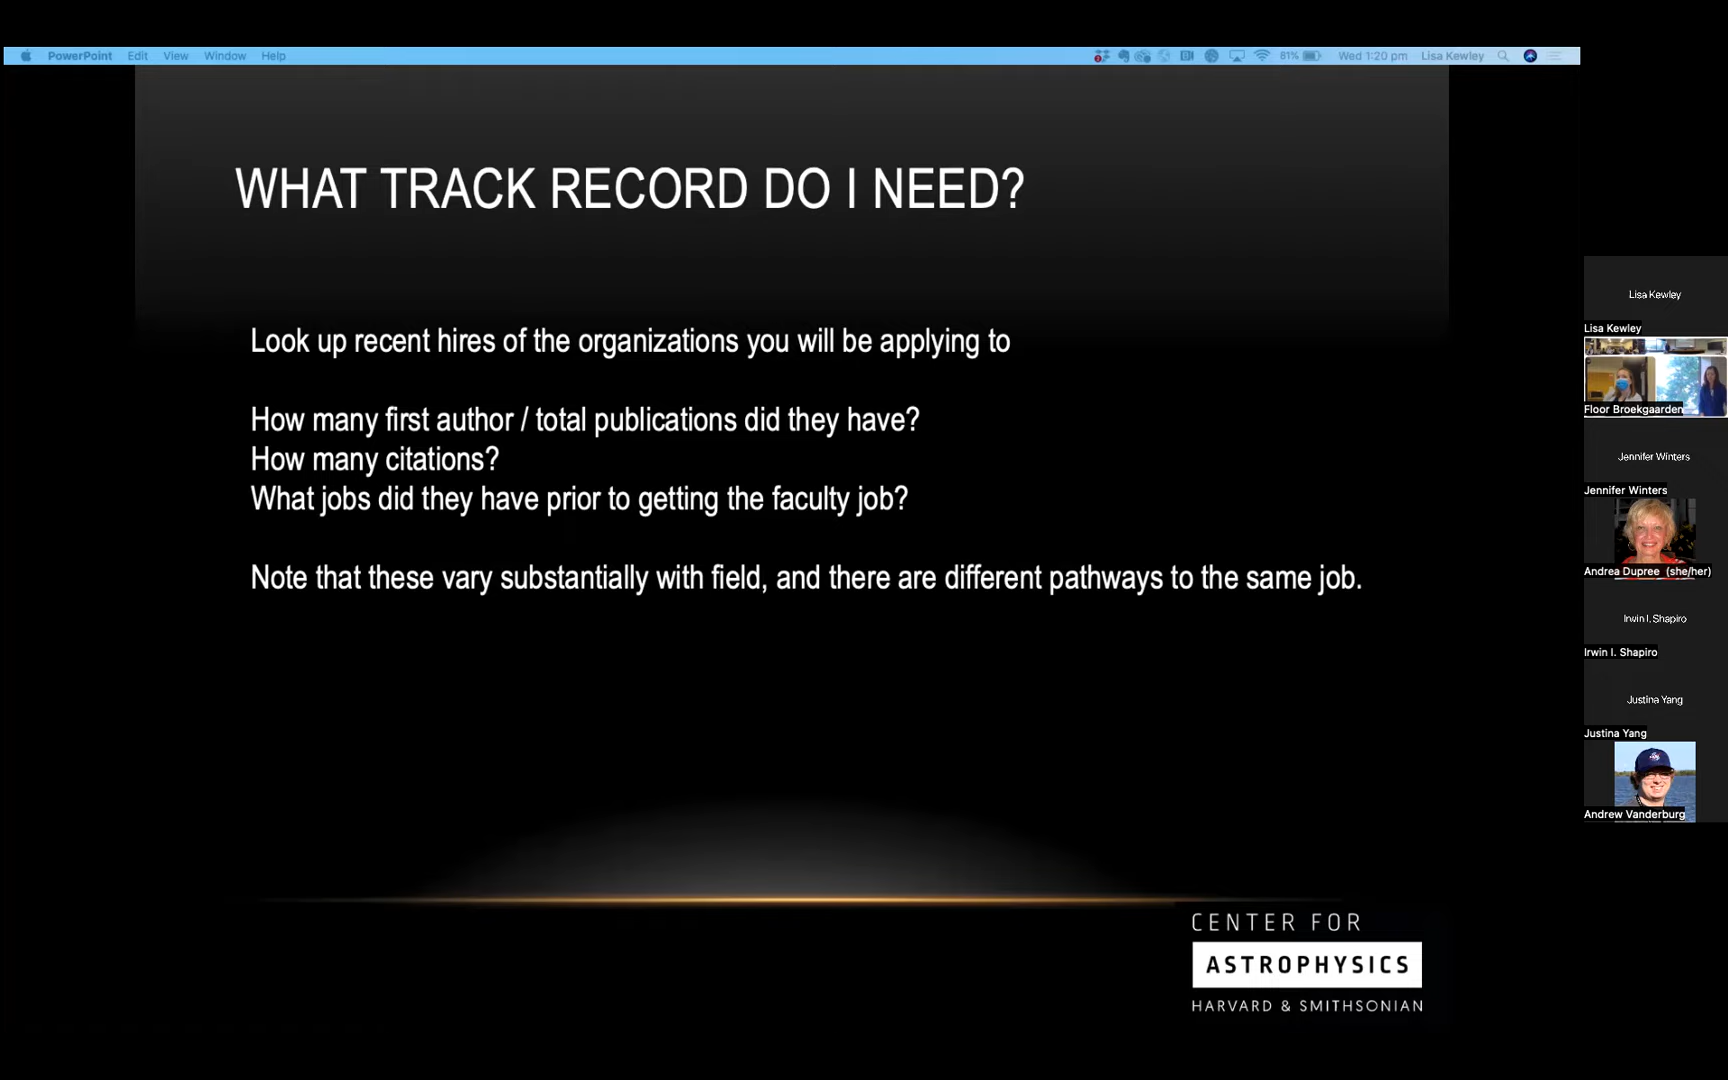 PowerPoint Edit View Window Help 81% Wed 1:20 pm Lisa Kewley
WHAT TRACK RECORD DO I NEED?
Look up recent hires of the organizations you will be applying to
How many first author / total publications did they have?
How many citations?
What jobs did they have prior to getting the faculty job?
Note that these vary substantially with field, and there are different pathways to the same job.
CENTER FOR
ASTROPHYSICS
HARVARD & SMITHSONIAN
Lisa Kewley
Lisa Kewley
Floor Broekgaarden
Jennifer Winters
Jennifer Winters
Andrea Dupree (she/her)
Irwin I. Shapiro
Irwin I. Shapiro
Justina Yang
Justina Yang
Andrew Vanderburg